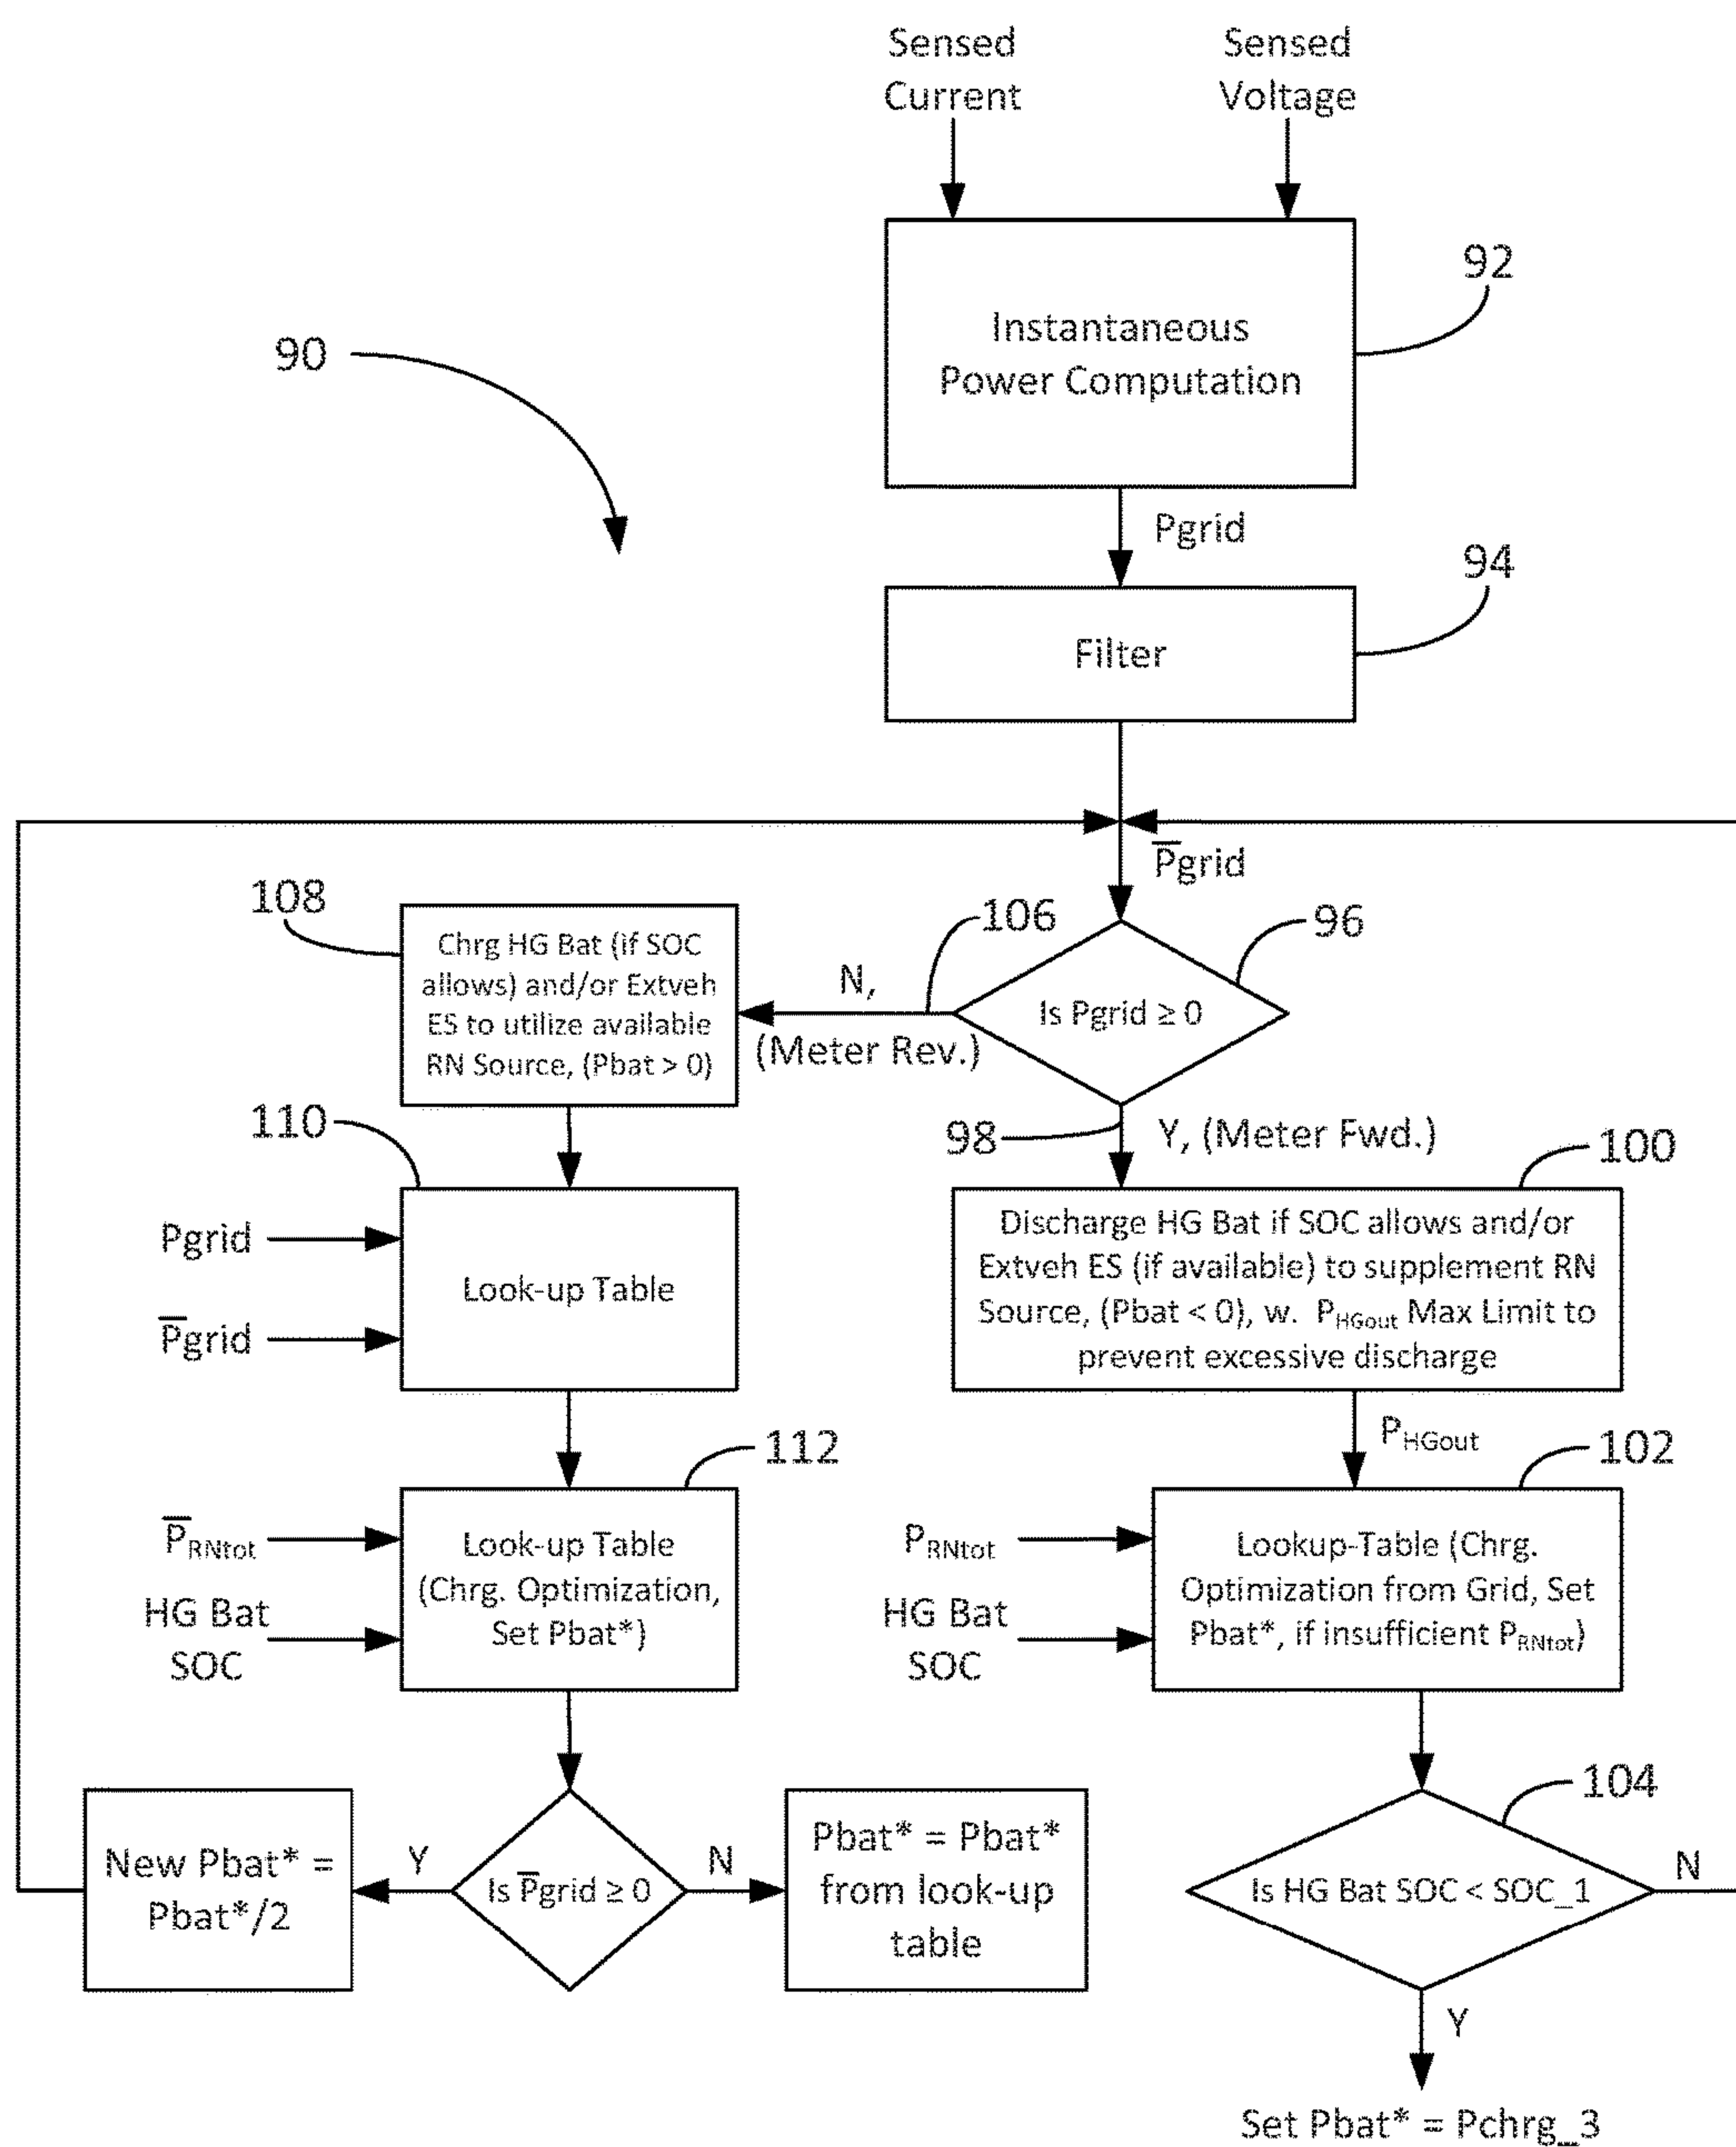 Sensed
Current
Sensed
Voltage
92
Instantaneous
Power Computation
90
Pgrid
94
Filter
P̅grid
108
106
96
Chrg HG Bat (if SOC
allows) and/or Extveh
ES to utilize available
RN Source, (Pbat > 0)
N,
(Meter Rev.)
Is Pgrid ≥ 0
110
98
Y, (Meter Fwd.)
100
Pgrid
P̅grid
Look-up Table
Discharge HG Bat if SOC allows and/or
Extveh ES (if available) to supplement RN
Source, (Pbat < 0), w. PHGout Max Limit to
prevent excessive discharge
PHGout
112
102
P̅RNtot
HG Bat
SOC
Look-up Table
(Chrg. Optimization,
Set Pbat*)
PRNtot
HG Bat
SOC
Lookup-Table (Chrg.
Optimization from Grid, Set
Pbat*, if insufficient PRNtot)
104
New Pbat* =
Pbat*/2
Y
Is P̅grid ≥ 0
N
Pbat* = Pbat*
from look-up
table
Is HG Bat SOC < SOC_1
N
Y
Set Pbat* = Pchrg_3